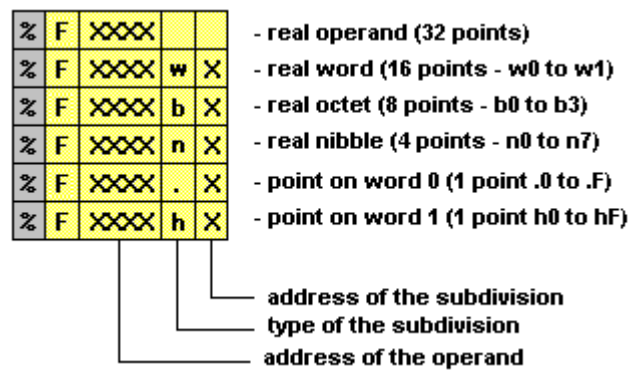 % F XXXX - real operand (32 points)
% F XXXX w X - real word (16 points - w0 to w1)
% F XXXX b X - real octet (8 points - b0 to b3)
% F XXXX n X - real nibble (4 points - n0 to n7)
% F XXXX . X - point on word 0 (1 point .0 to .F)
% F XXXX h X - point on word 1 (1 point h0 to hF)
address of the subdivision
type of the subdivision
address of the operand